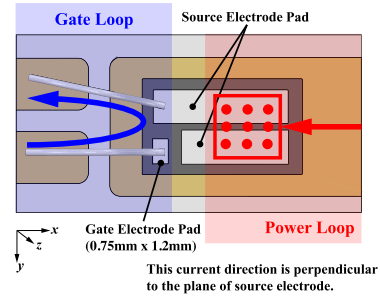 Gate Loop
Source Electrode Pad
Gate Electrode Pad
(0.75mm x 1.2mm)
Power Loop
x
z
y
This current direction is perpendicular
to the plane of source electrode.